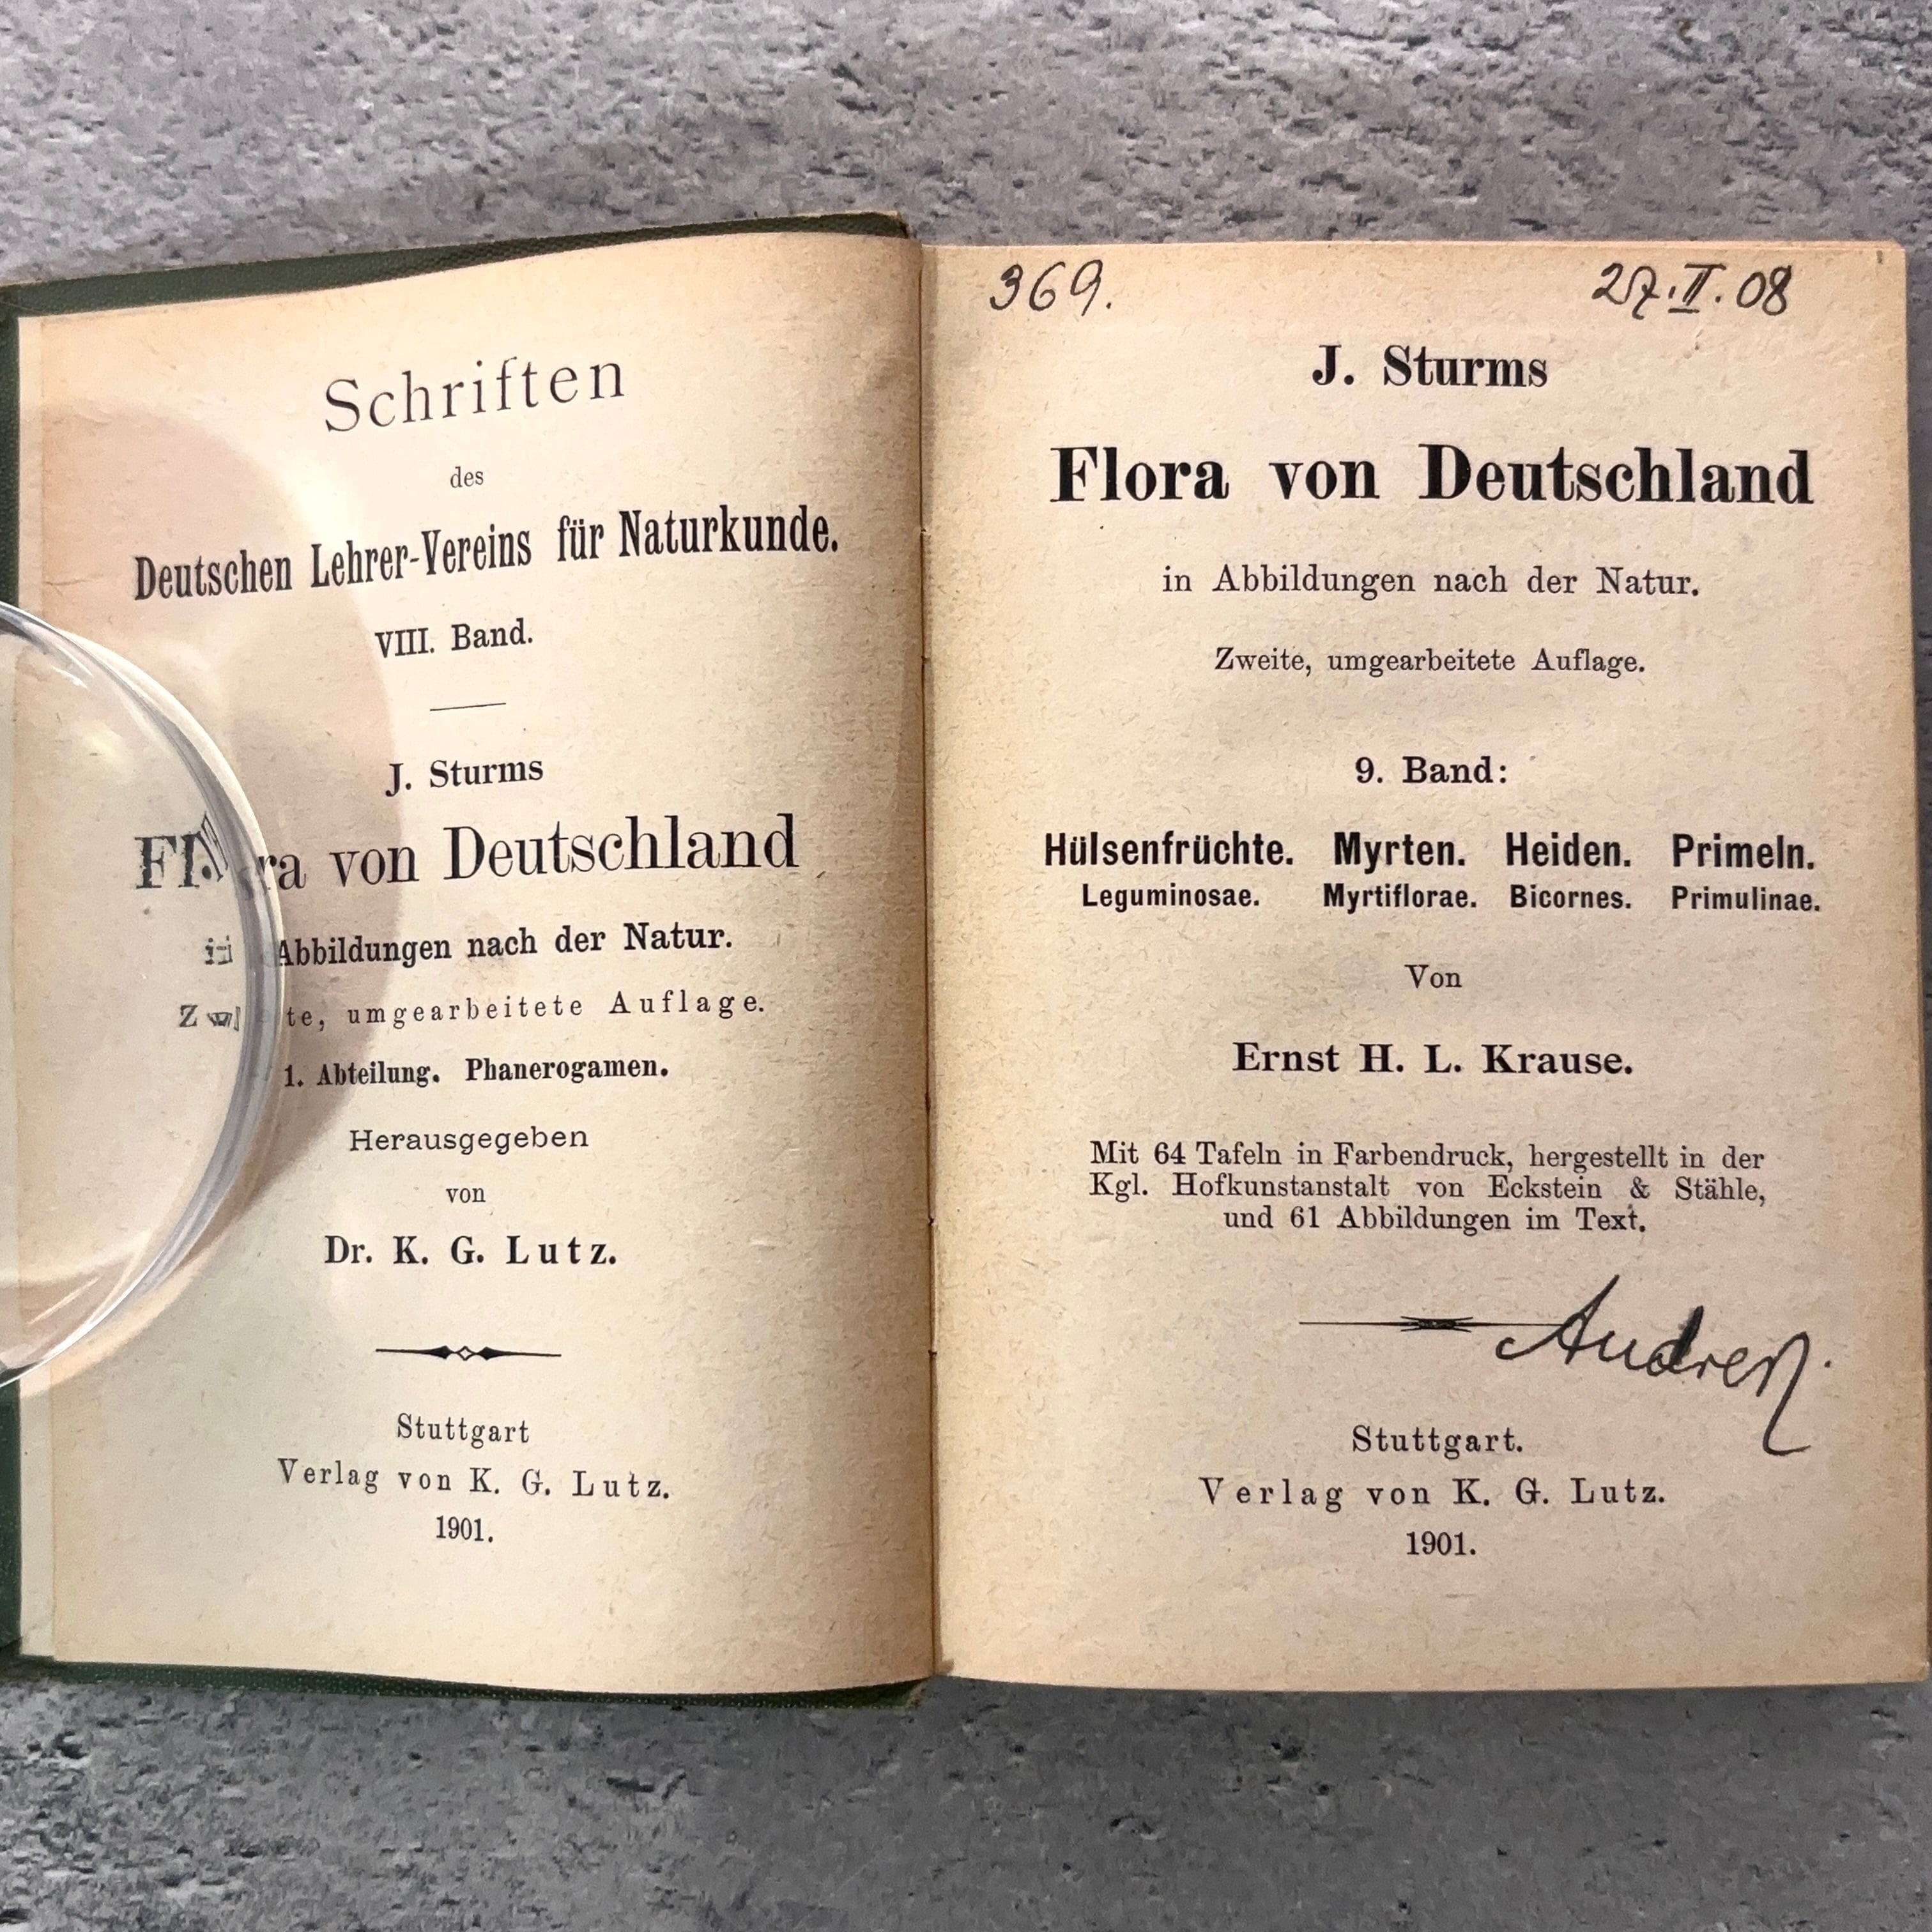 Schriften
des
Deutschen Lehrer-Vereins für Naturkunde.
VIII. Band.
J. Sturms
Flora von Deutschland
in Abbildungen nach der Natur.
Zweite, umgearbeitete Auflage.
1. Abteilung. Phanerogamen.
Herausgegeben
von
Dr. K. G. Lutz.
Stuttgart
Verlag von K. G. Lutz.
1901.
369. 27.II.08
J. Sturms
Flora von Deutschland
in Abbildungen nach der Natur.
Zweite, umgearbeitete Auflage.
9. Band:
Hülsenfrüchte. Myrten. Heiden. Primeln.
Leguminosae. Myrtiflorae. Bicornes. Primulinae.
Von
Ernst H. L. Krause.
Mit 64 Tafeln in Farbendruck, hergestellt in der
Kgl. Hofkunstanstalt von Eckstein & Stähle,
und 61 Abbildungen im Text.
Stuttgart.
Verlag von K. G. Lutz.
1901.